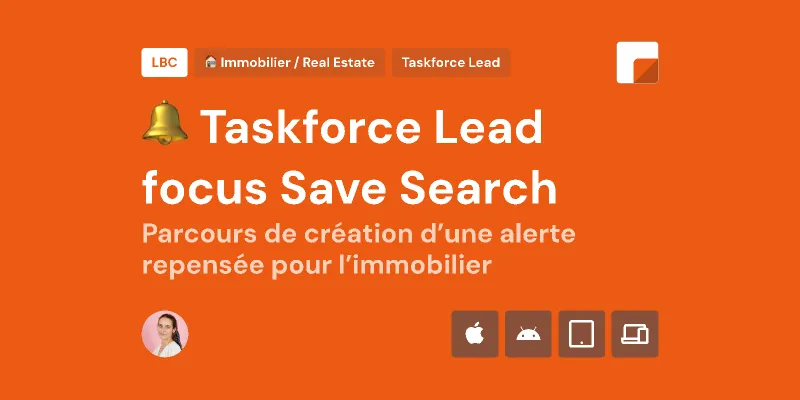 LBC
Immobilier / Real Estate
Taskforce Lead
Taskforce Lead
focus Save Search
Parcours de création d’une alerte
repensée pour l’immobilier